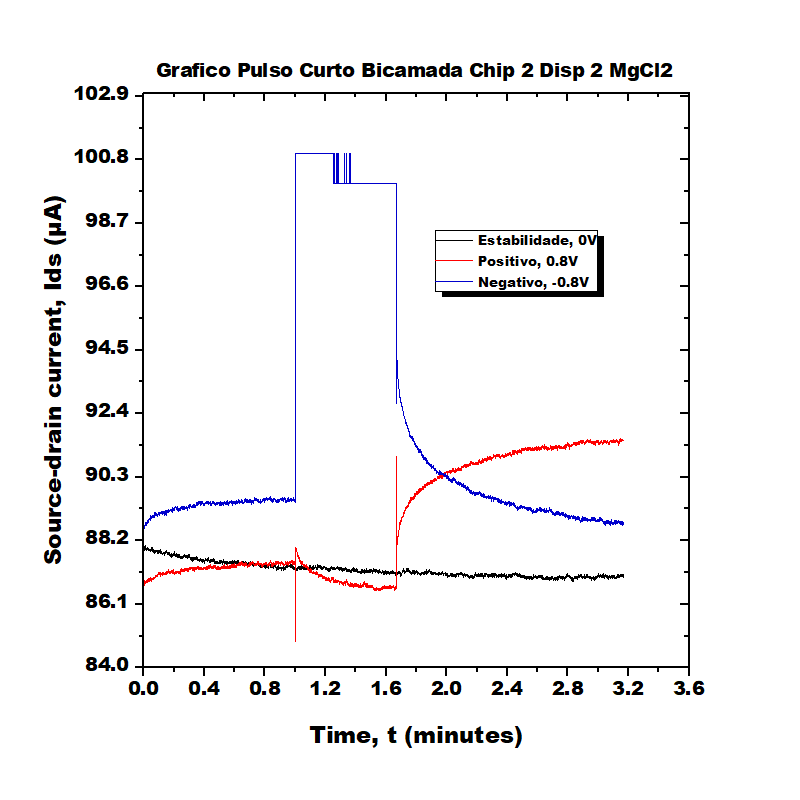 Grafico Pulso Curto Bicamada Chip 2 Disp 2 MgCl2
102.9
100.8
98.7
96.6
94.5
92.4
90.3
88.2
86.1
84.0
Source-drain current, Ids (µA)
Estabilidade, 0V
Positivo, 0.8V
Negativo, -0.8V
0.0 0.4 0.8 1.2 1.6 2.0 2.4 2.8 3.2 3.6
Time, t (minutes)